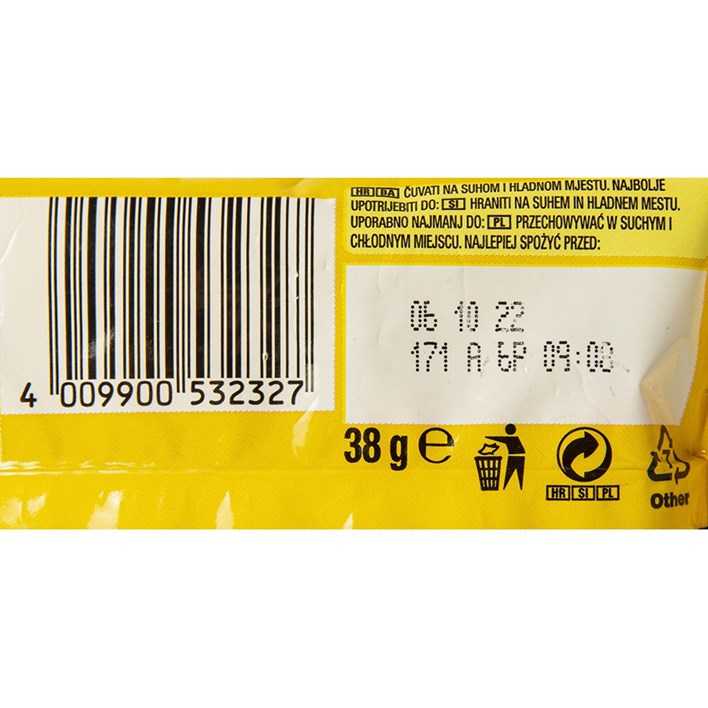 HR BA ČUVATI NA SUHOM I HLADNOM MJESTU. NAJBOLJE
UPOTRIJEBITI DO: SI HRANITI NA SUHEM IN HLADNEM MESTU.
UPORABNO NAJMANJ DO: PL PRZECHOWYWAĆ W SUCHYM I
CHŁODNYM MIEJSCU. NAJLEPIEJ SPOŻYĆ PRZED:
06 10 22
171 A 6P 09:08
4 009900 532327
38 g e
HR SI PL
7
Other